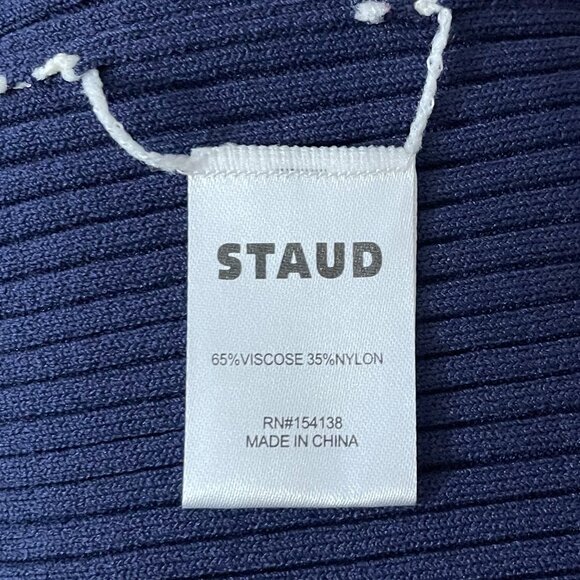 STAUD
65%VISCOSE 35%NYLON
RN#154138
MADE IN CHINA